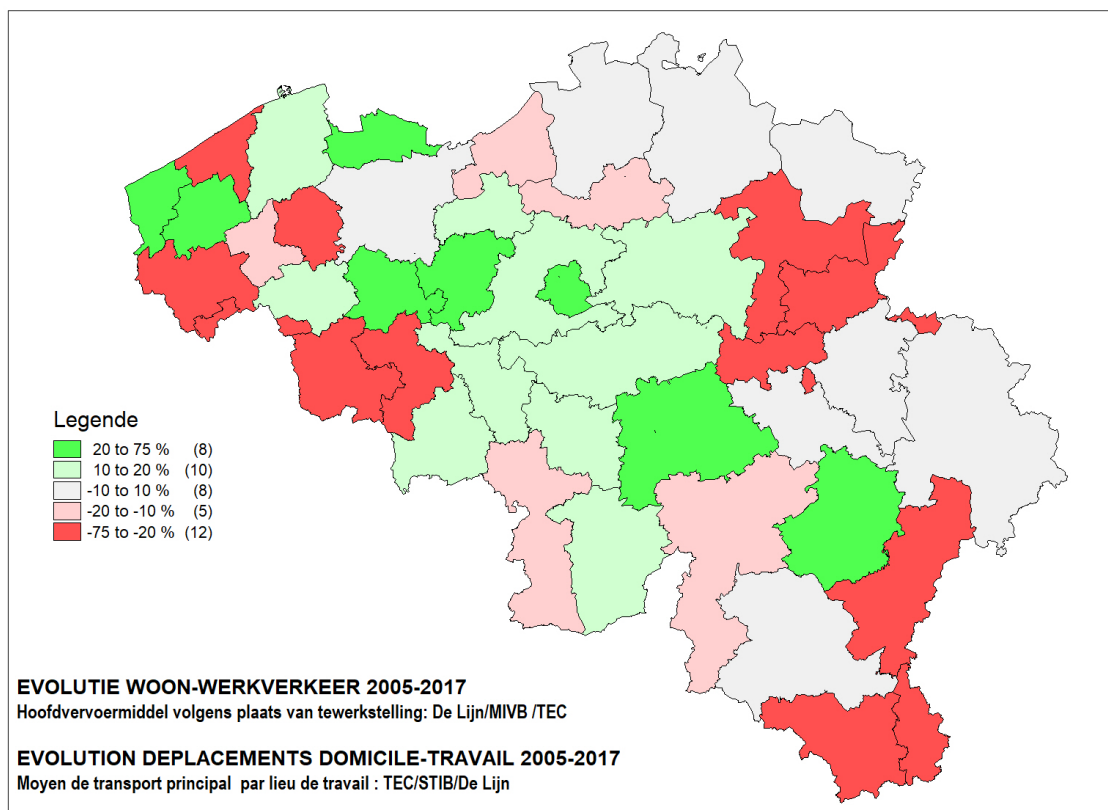 Legende
20 to 75 % (8)
10 to 20 % (10)
-10 to 10 % (8)
-20 to -10 % (5)
-75 to -20 % (12)
EVOLUTIE WOON-WERKVERKEER 2005-2017
Hoofdvervoermiddel volgens plaats van tewerkstelling: De Lijn/MIVB /TEC
EVOLUTION DEPLACEMENTS DOMICILE-TRAVAIL 2005-2017
Moyen de transport principal par lieu de travail : TEC/STIB/De Lijn